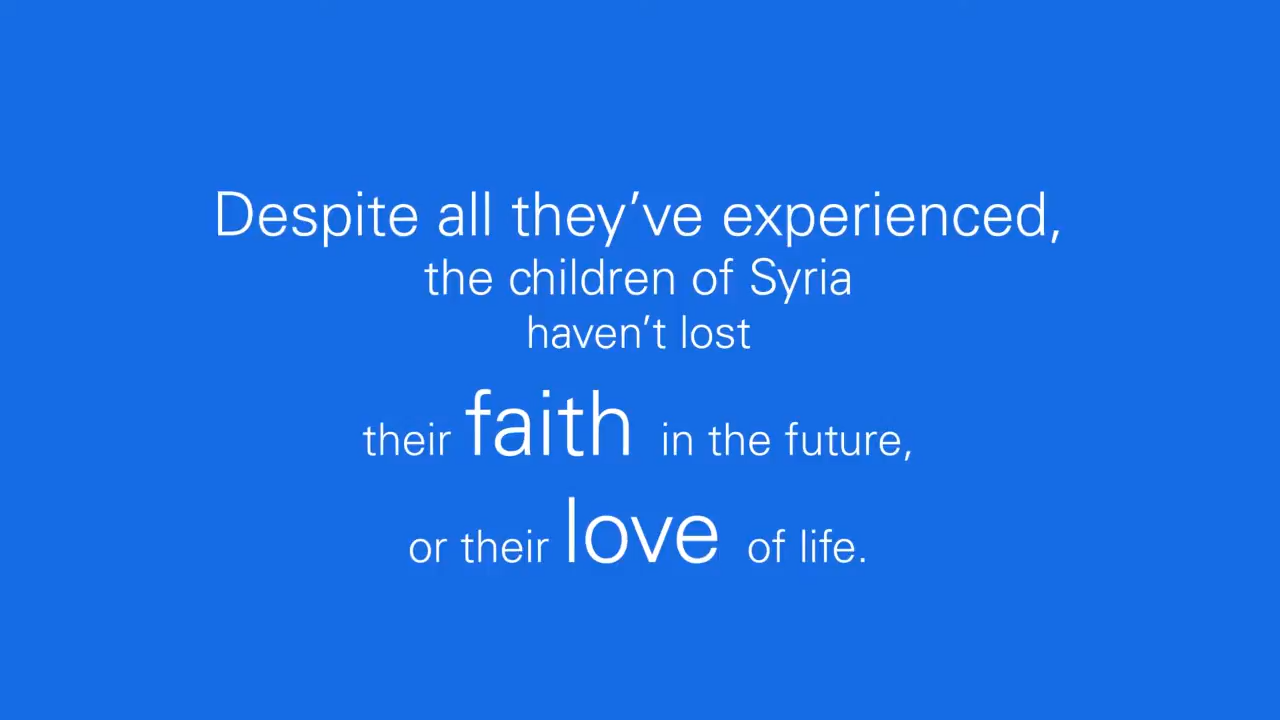 Despite all they’ve experienced,
the children of Syria
haven’t lost
their faith in the future,
or their love of life.